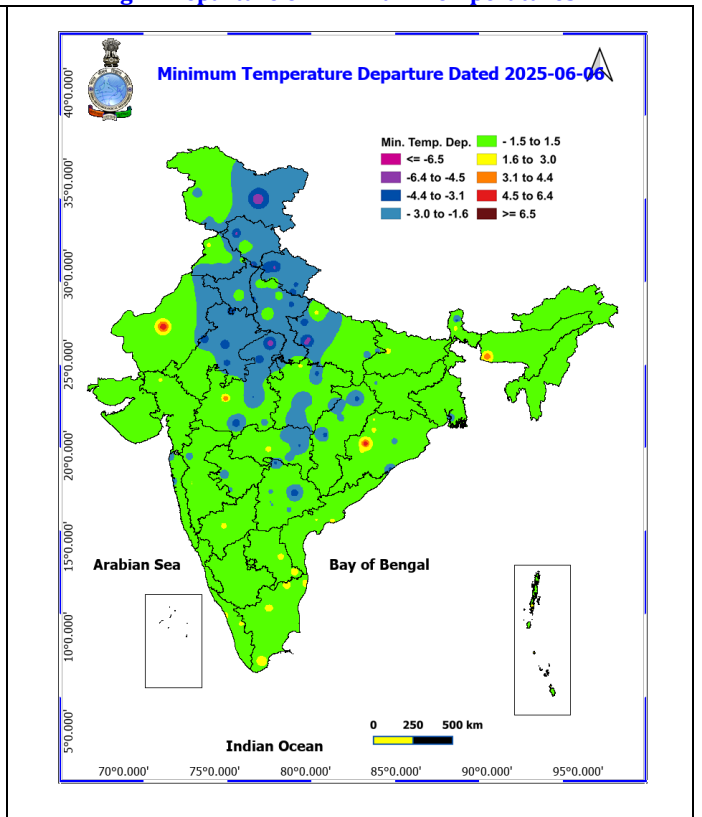 Minimum Temperature Departure Dated 2025-06-06
Min. Temp. Dep.
<= -6.5
-6.4 to -4.5
-4.4 to -3.1
- 3.0 to -1.6
- 1.5 to 1.5
1.6 to 3.0
3.1 to 4.4
4.5 to 6.4
>= 6.5
40°0.000'
35°0.000'
30°0.000'
25°0.000'
20°0.000'
15°0.000'
10°0.000'
5°0.000'
Arabian Sea
Bay of Bengal
Indian Ocean
0 250 500 km
70°0.000' 75°0.000' 80°0.000' 85°0.000' 90°0.000' 95°0.000'